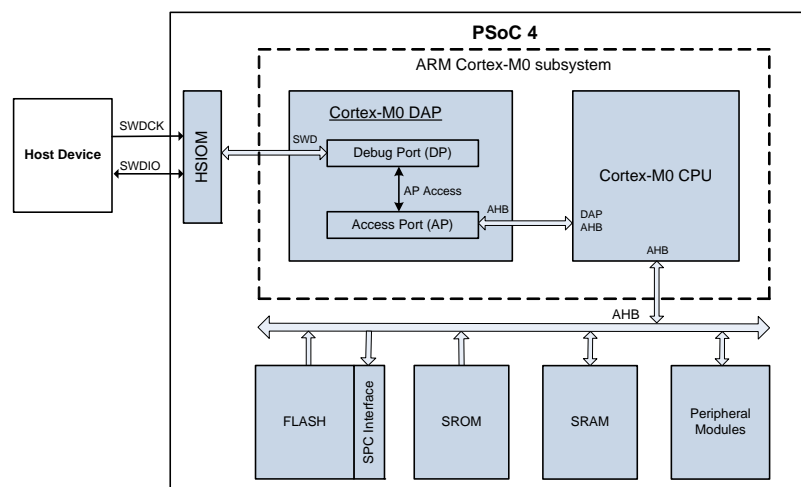 PSoC 4
ARM Cortex-M0 subsystem
Host Device
SWDCK
SWDIO
HSIOM
SWD
Cortex-M0 DAP
Debug Port (DP)
AP Access
Access Port (AP)
AHB
Cortex-M0 CPU
DAP
AHB
AHB
AHB
FLASH
SPC Interface
SROM
SRAM
Peripheral
Modules